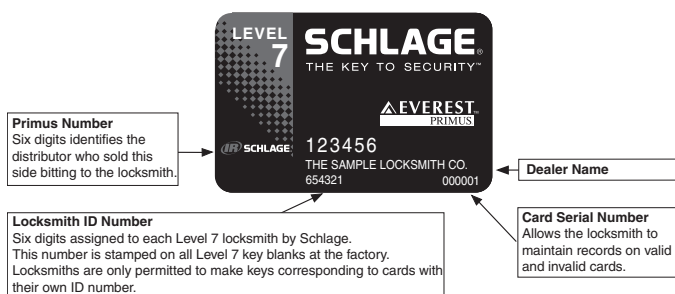 LEVEL
7
SCHLAGE®
THE KEY TO SECURITY™
EVEREST™
PRIMUS
IR SCHLAGE
123456
THE SAMPLE LOCKSMITH CO.
654321 000001
Primus Number
Six digits identifies the
distributor who sold this
side bitting to the locksmith.
Dealer Name
Locksmith ID Number
Six digits assigned to each Level 7 locksmith by Schlage.
This number is stamped on all Level 7 key blanks at the factory.
Locksmiths are only permitted to make keys corresponding to cards with
their own ID number.
Card Serial Number
Allows the locksmith to
maintain records on valid
and invalid cards.